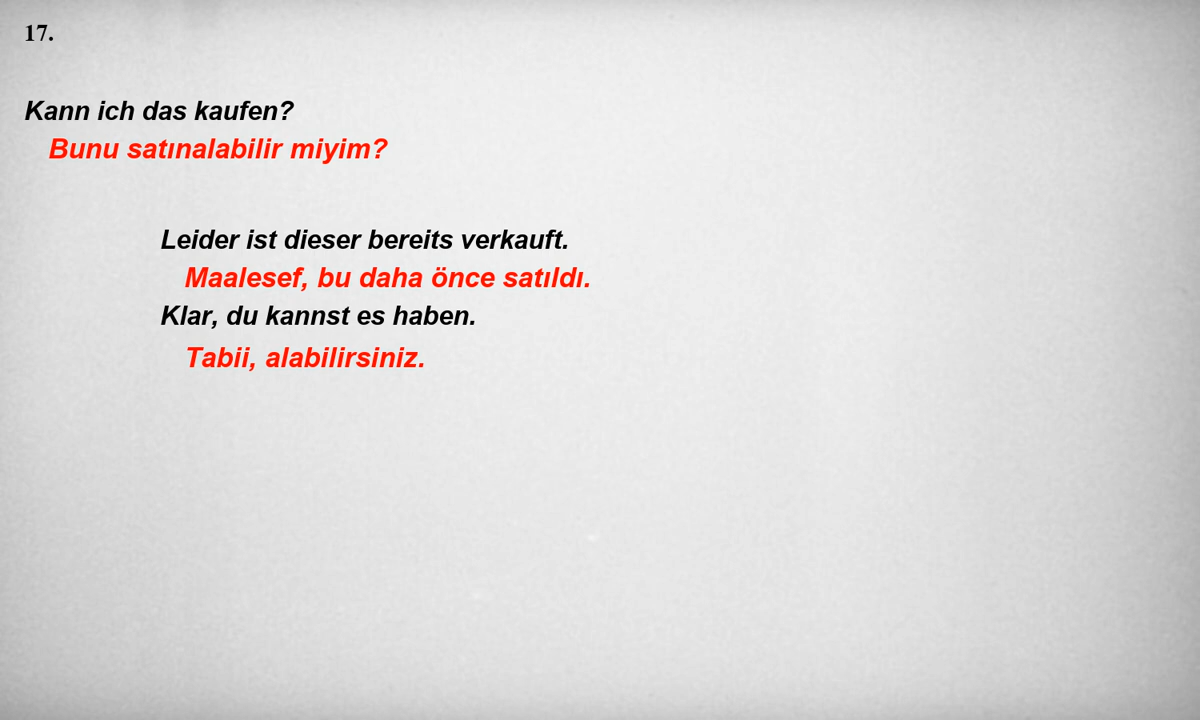 17.
Kann ich das kaufen?
Bunu satınalabilir miyim?
Leider ist dieser bereits verkauft.
Maalesef, bu daha önce satıldı.
Klar, du kannst es haben.
Tabii, alabilirsiniz.